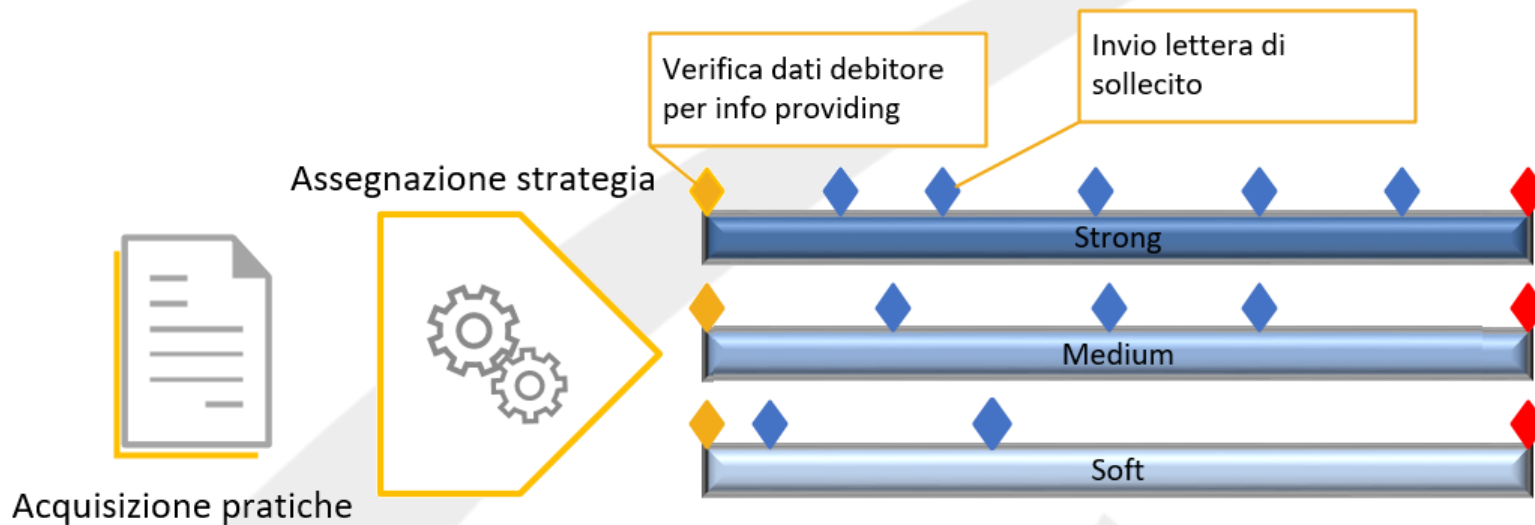 Verifica dati debitore
per info providing
Invio lettera di
sollecito
Assegnazione strategia
Strong
Medium
Soft
Acquisizione pratiche